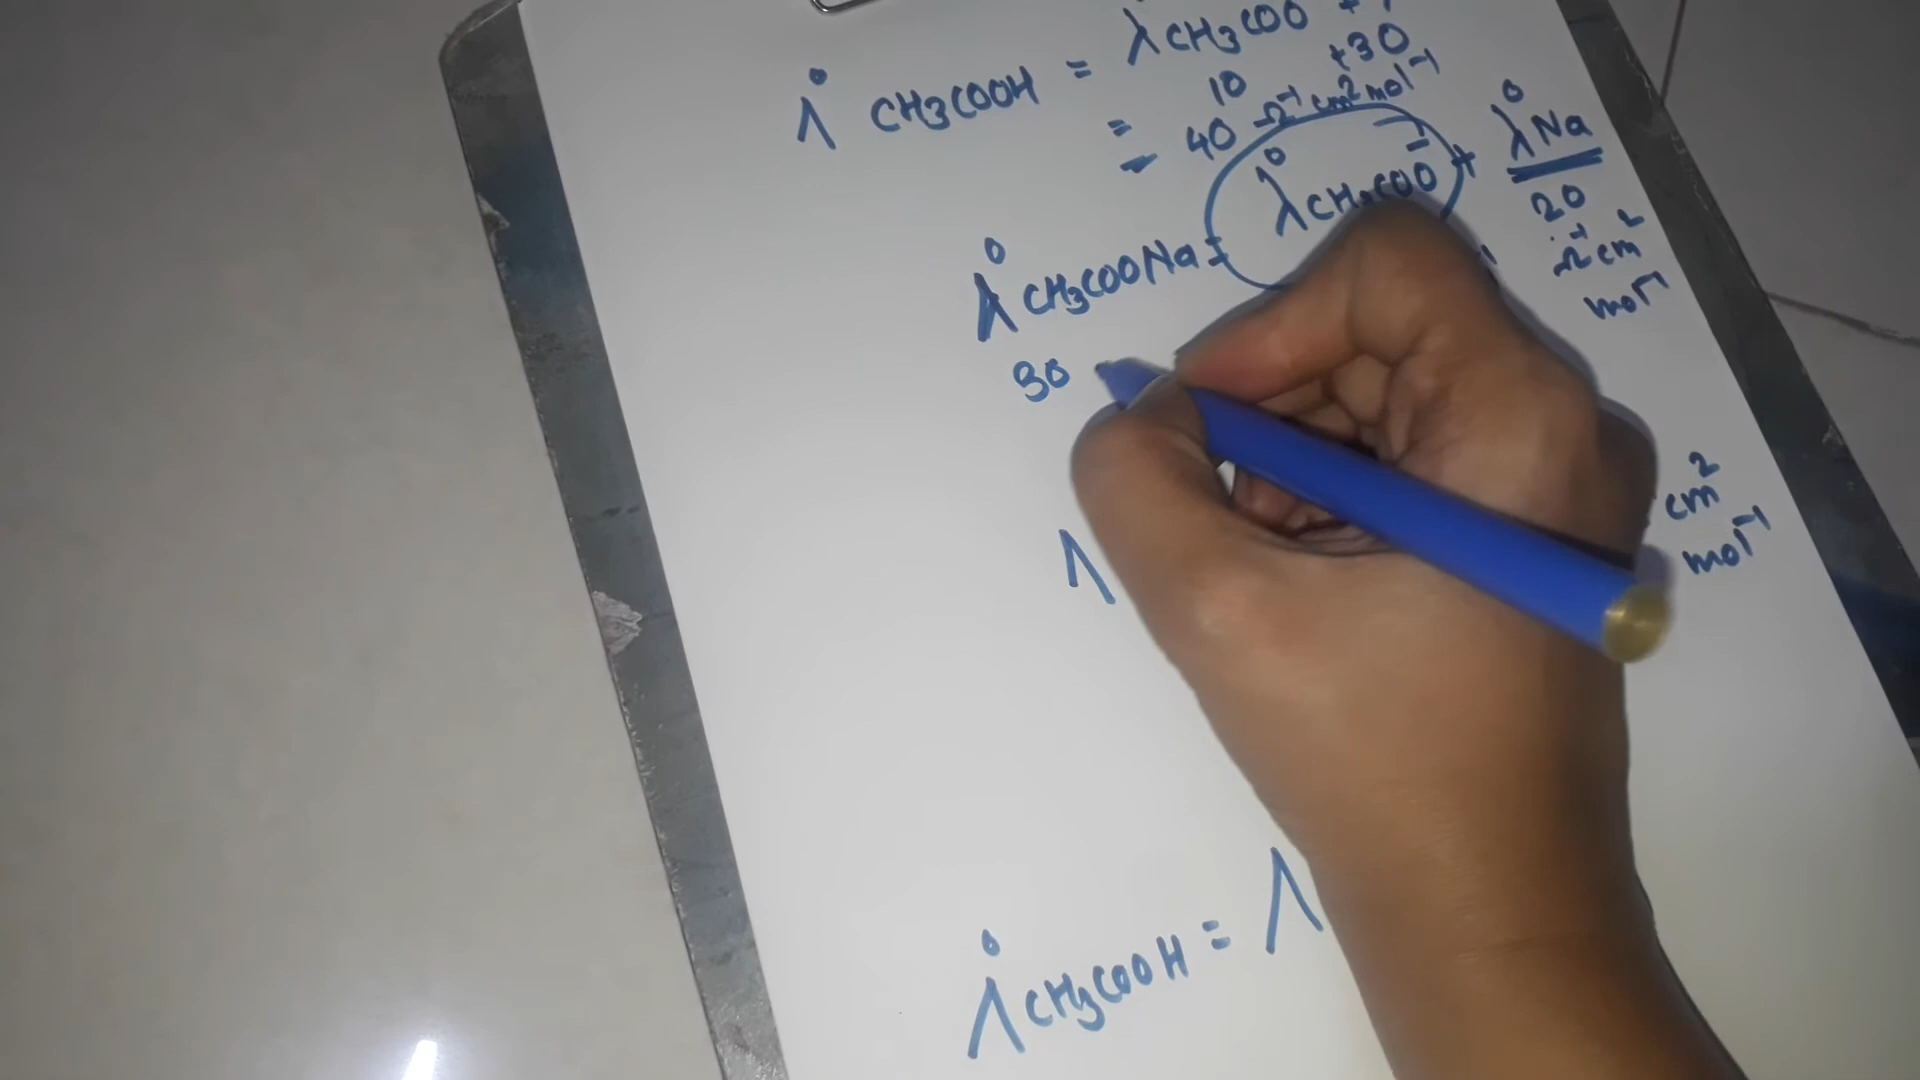 λ° CH3COOH = λ CH3COO +
10 +30
= 40 Ω⁻¹ cm² mol⁻¹
λ° CH3COONa = λ° CH3COO⁻ + λ° Na
30
20
Ω⁻¹ cm²
mol⁻¹
cm²
mol⁻¹
Λ
Λ° CH3COOH = Λ